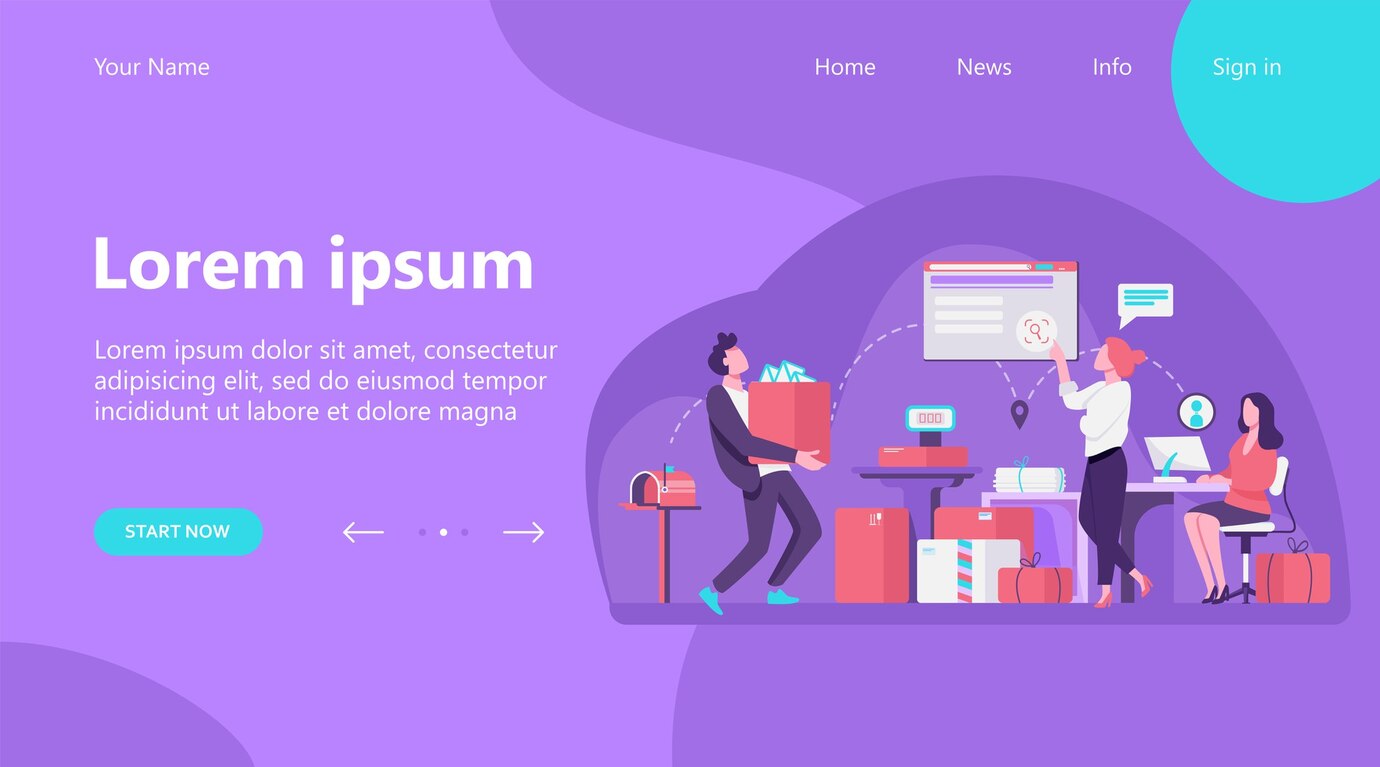 Your Name
Home
News
Info
Sign in
Lorem ipsum
Lorem ipsum dolor sit amet, consectetur
adipisicing elit, sed do eiusmod tempor
incididunt ut labore et dolore magna
START NOW